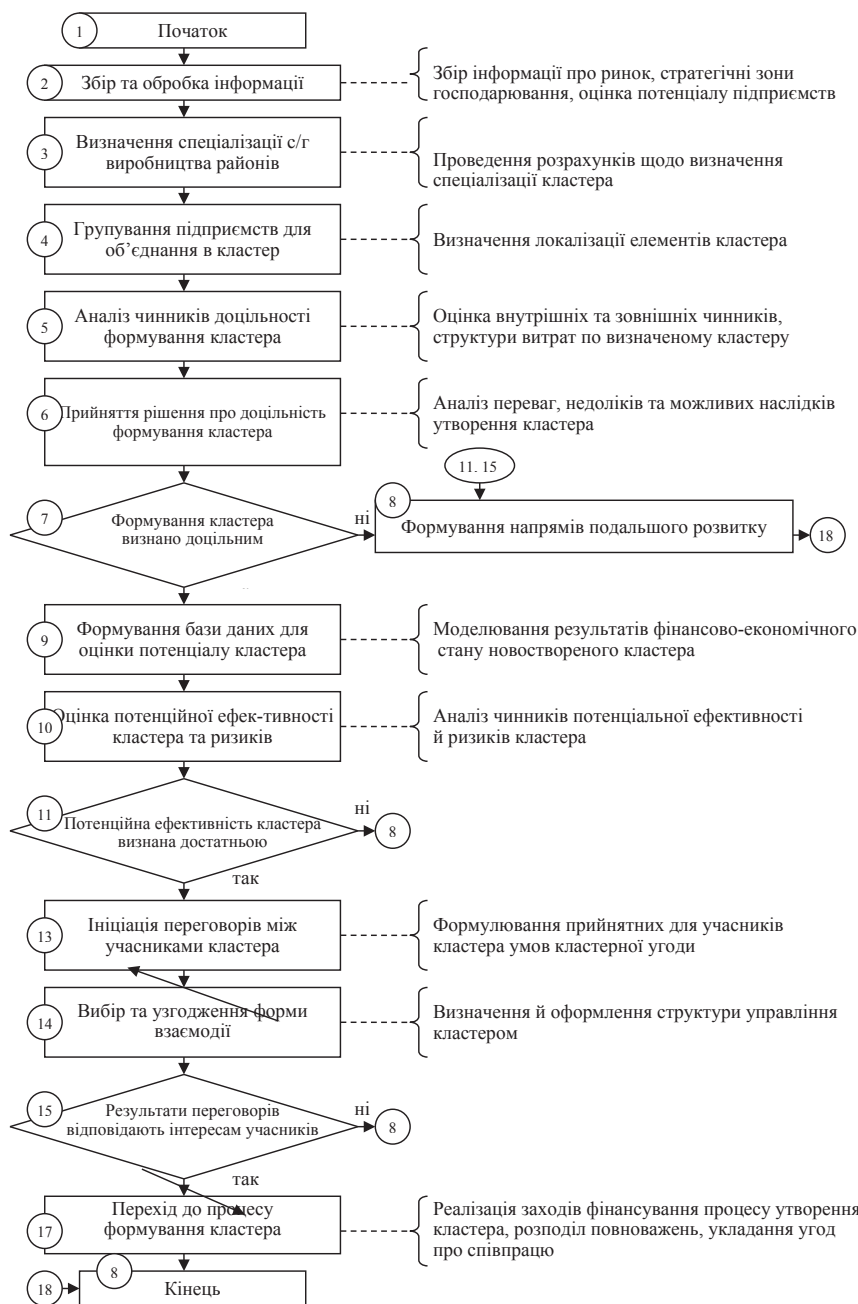 1
Початок
2
Збір та обробка інформації
Збір інформації про ринок, стратегічні зони
господарювання, оцінка потенціалу підприємств
3
Визначення спеціалізації с/г
виробництва районів
Проведення розрахунків щодо визначення
спеціалізації кластера
4
Групування підприємств для
об’єднання в кластер
Визначення локалізації елементів кластера
5
Аналіз чинників доцільності
формування кластера
Оцінка внутрішніх та зовнішніх чинників,
структури витрат по визначеному кластеру
6
Прийняття рішення про доцільність
формування кластера
Аналіз переваг, недоліків та можливих наслідків
утворення кластера
11, 15
7
Формування кластера
визнано доцільним
ні
8
Формування напрямів подальшого розвитку
18
9
Формування бази даних для
оцінки потенціалу кластера
Моделювання результатів фінансово-економічного
стану новоствореного кластера
10
Оцінка потенційної ефек-тивності
кластера та ризиків
Аналіз чинників потенціальної ефективності
й ризиків кластера
11
Потенційна ефективність кластера
визнана достатньою
ні
8
так
13
Ініціація переговорів між
учасниками кластера
Формулювання прийнятних для учасників
кластера умов кластерної угоди
14
Вибір та узгодження форми
взаємодії
Визначення й оформлення структури управління
кластером
15
Результати переговорів
відповідають інтересам учасників
ні
8
так
17
Перехід до процесу
формування кластера
Реалізація заходів фінансування процесу утворення
кластера, розподіл повноважень, укладання угод
про співпрацю
18
8
Кінець